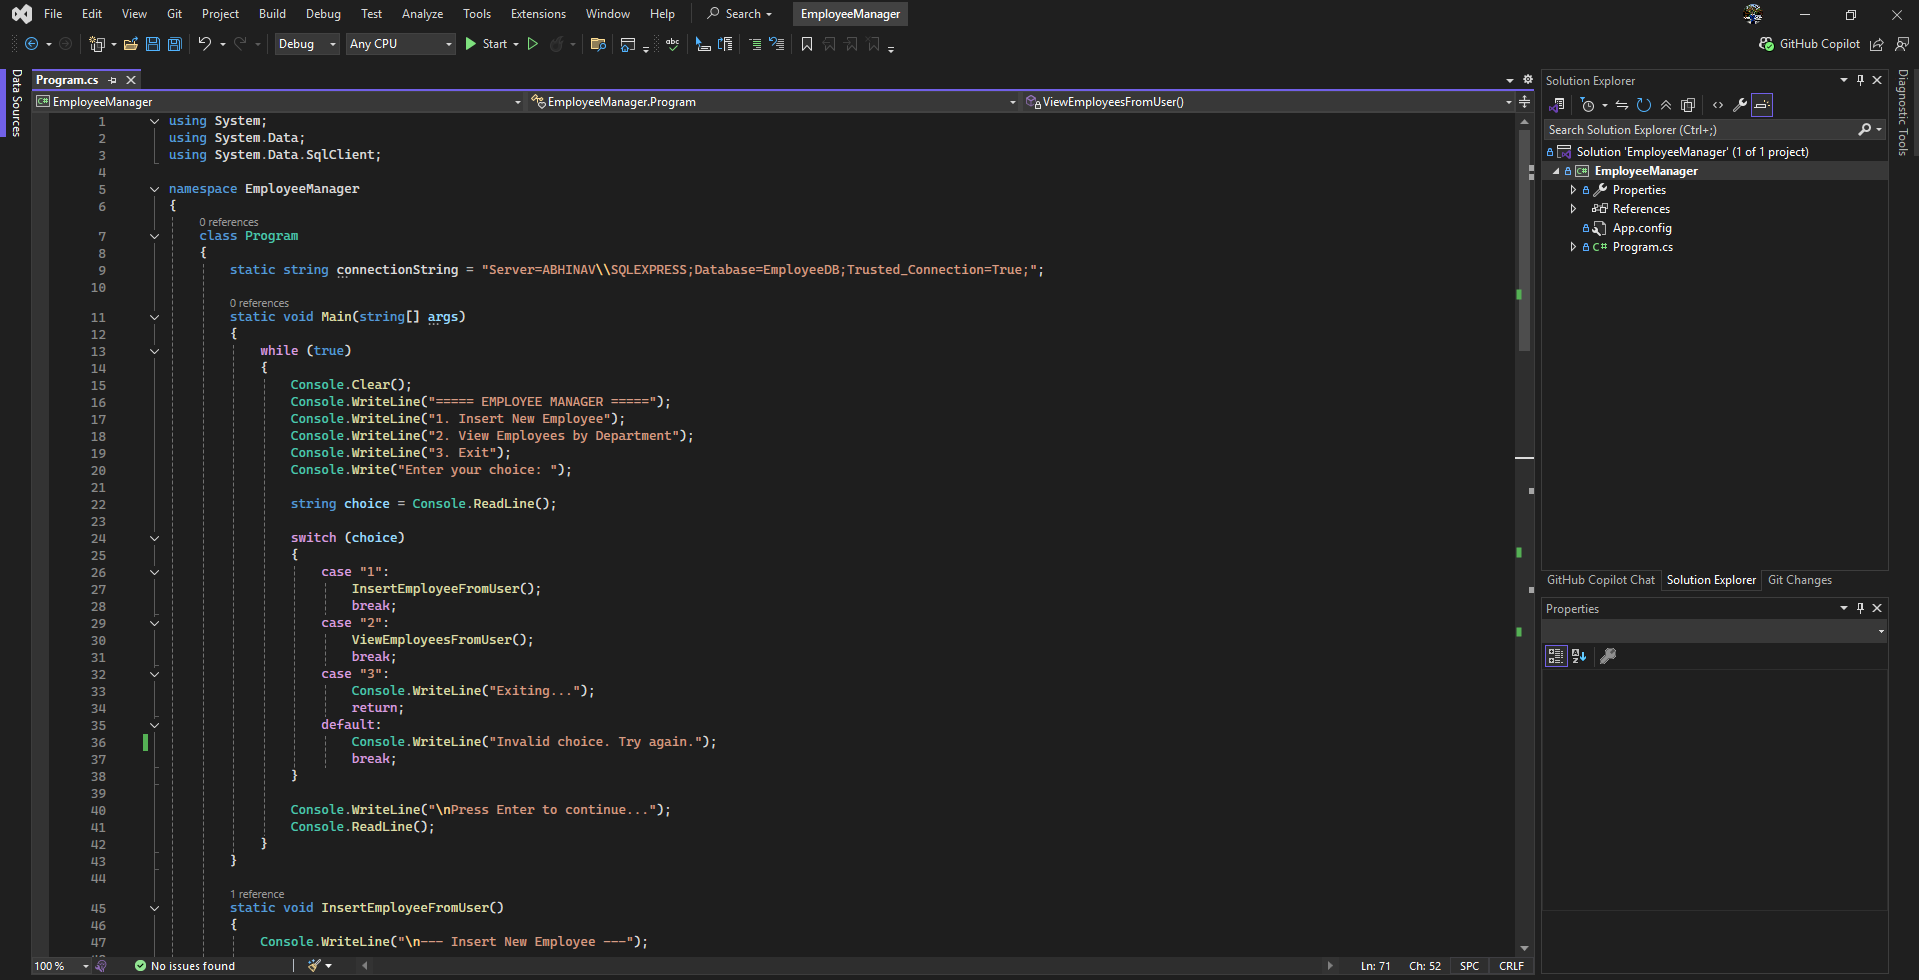 File Edit View Git Project Build Debug Test Analyze Tools Extensions Window Help Search EmployeeManager
Debug Any CPU Start GitHub Copilot
Data Sources
Program.cs
EmployeeManager EmployeeManager.Program ViewEmployeesFromUser()
1 using System;
2 using System.Data;
3 using System.Data.SqlClient;
4
5 namespace EmployeeManager
6 {
0 references
7 class Program
8 {
9 static string connectionString = "Server=ABHINAV\\SQLEXPRESS;Database=EmployeeDB;Trusted_Connection=True;";
10
0 references
11 static void Main(string[] args)
12 {
13 while (true)
14 {
15 Console.Clear();
16 Console.WriteLine("===== EMPLOYEE MANAGER =====");
17 Console.WriteLine("1. Insert New Employee");
18 Console.WriteLine("2. View Employees by Department");
19 Console.WriteLine("3. Exit");
20 Console.Write("Enter your choice: ");
21
22 string choice = Console.ReadLine();
23
24 switch (choice)
25 {
26 case "1":
27 InsertEmployeeFromUser();
28 break;
29 case "2":
30 ViewEmployeesFromUser();
31 break;
32 case "3":
33 Console.WriteLine("Exiting...");
34 return;
35 default:
36 Console.WriteLine("Invalid choice. Try again.");
37 break;
38 }
39
40 Console.WriteLine("\nPress Enter to continue...");
41 Console.ReadLine();
42 }
43 }
44
1 reference
45 static void InsertEmployeeFromUser()
46 {
47 Console.WriteLine("\n--- Insert New Employee ---");
100 % No issues found Ln: 71 Ch: 52 SPC CRLF
Solution Explorer
Search Solution Explorer (Ctrl+;)
Solution 'EmployeeManager' (1 of 1 project)
EmployeeManager
Properties
References
App.config
C# Program.cs
GitHub Copilot Chat Solution Explorer Git Changes
Properties
Diagnostic Tools